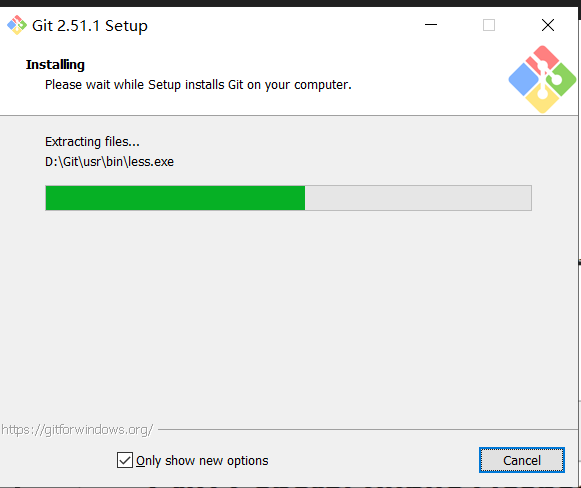 Git 2.51.1 Setup
Installing
Please wait while Setup installs Git on your computer.
Extracting files...
D:\Git\usr\bin\less.exe
https://gitforwindows.org/
Only show new options
Cancel